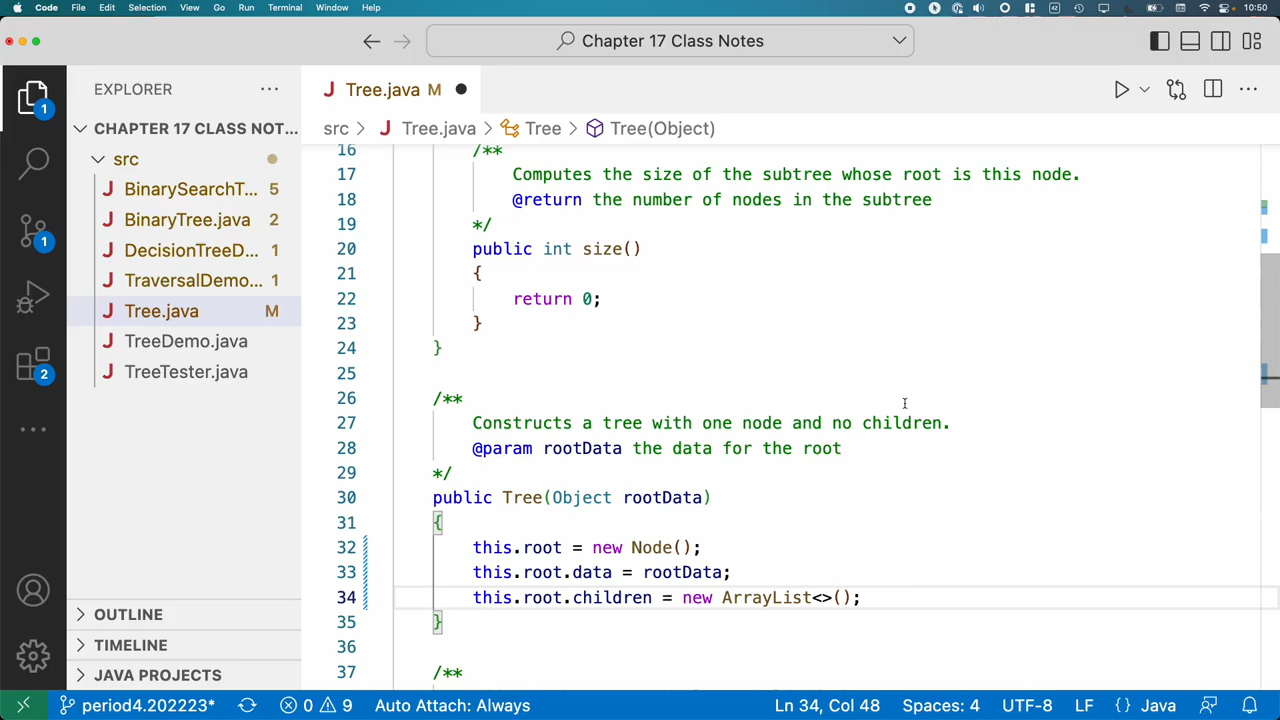 Code File Edit Selection View Go Run Terminal Window Help 10:50
Chapter 17 Class Notes
EXPLORER
Tree.java M
CHAPTER 17 CLASS NOT...
src > Tree.java > Tree > Tree(Object)
src
BinarySearchT... 5
BinaryTree.java 2
DecisionTreeD... 1
TraversalDemo... 1
Tree.java M
TreeDemo.java
TreeTester.java
OUTLINE
TIMELINE
JAVA PROJECTS
1
1
2
16 /**
17 Computes the size of the subtree whose root is this node.
18 @return the number of nodes in the subtree
19 */
20 public int size()
21 {
22 return 0;
23 }
24 }
25
26 /**
27 Constructs a tree with one node and no children.
28 @param rootData the data for the root
29 */
30 public Tree(Object rootData)
31 {
32 this.root = new Node();
33 this.root.data = rootData;
34 this.root.children = new ArrayList<>();
35 }
36
37 /**
period4.202223* 0 9 Auto Attach: Always Ln 34, Col 48 Spaces: 4 UTF-8 LF {} Java